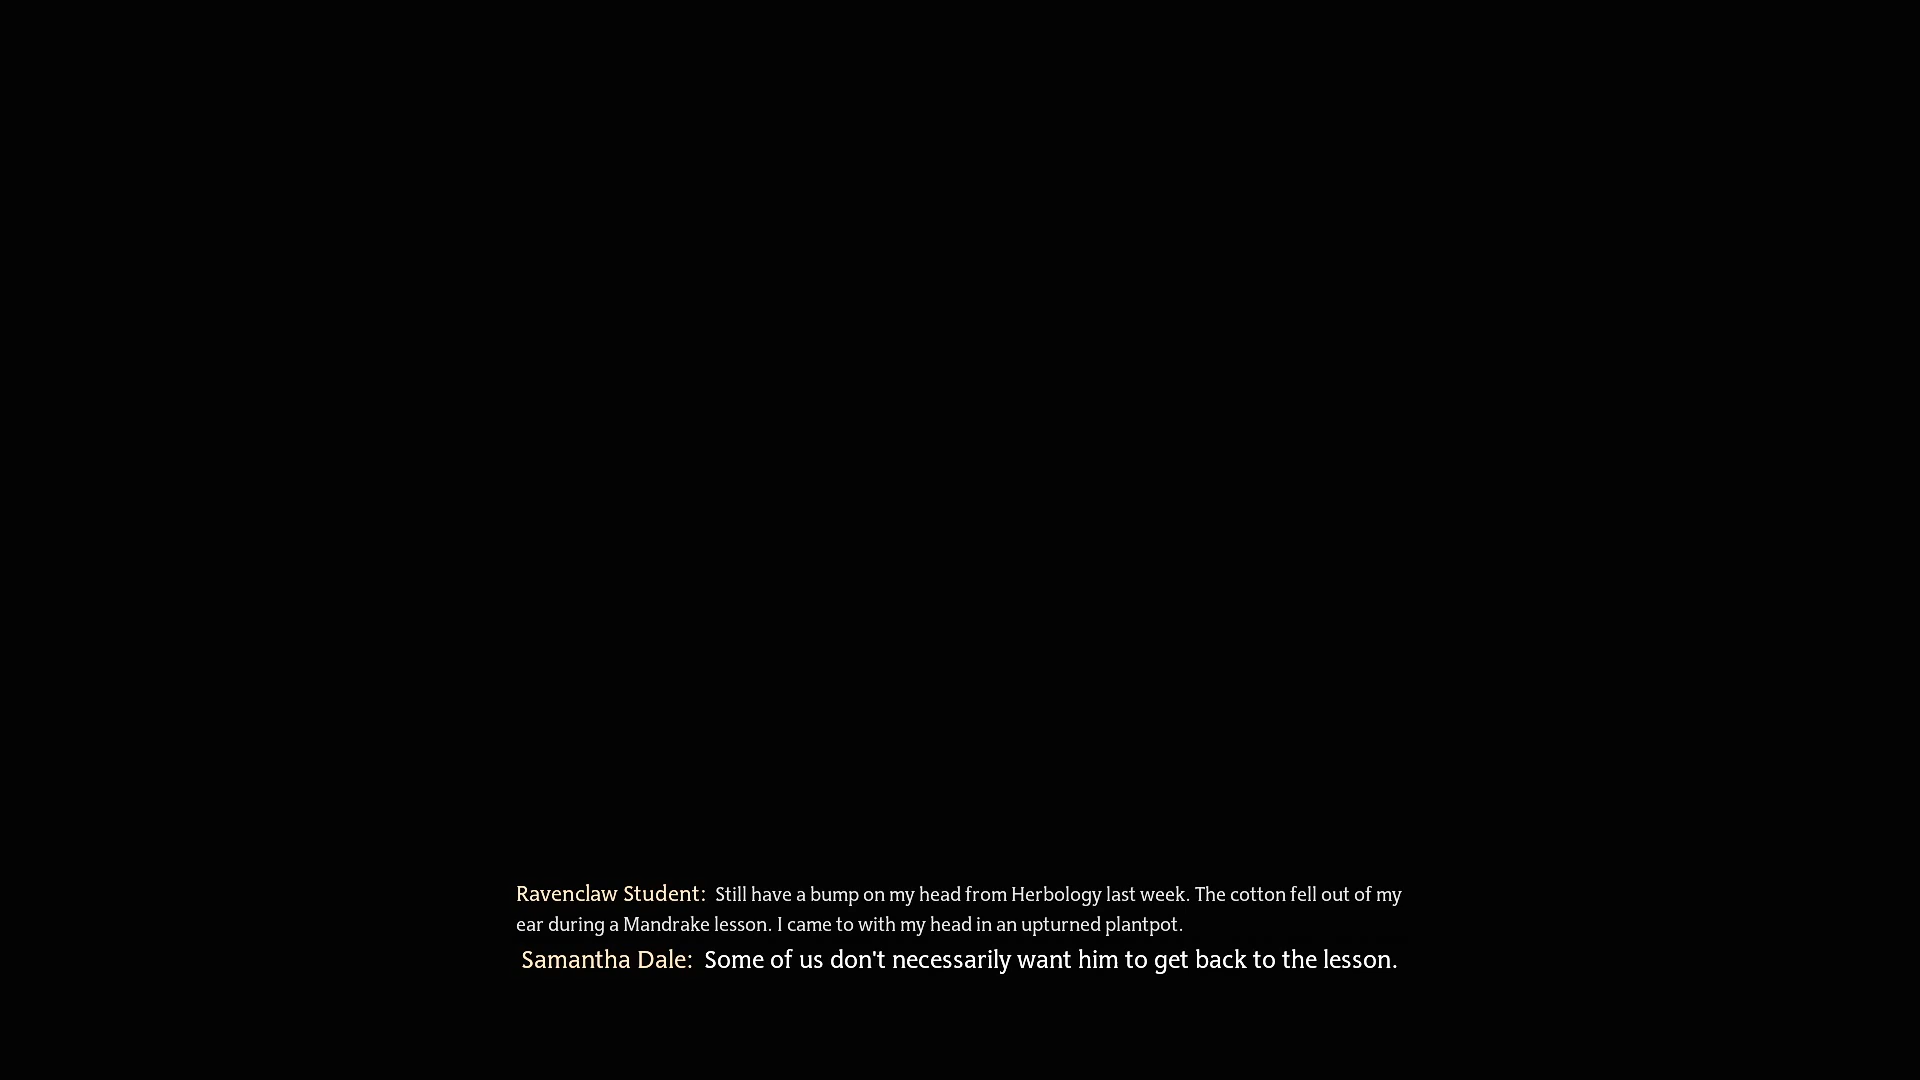 Ravenclaw Student: Still have a bump on my head from Herbology last week. The cotton fell out of my
ear during a Mandrake lesson. I came to with my head in an upturned plantpot.
Samantha Dale: Some of us don't necessarily want him to get back to the lesson.